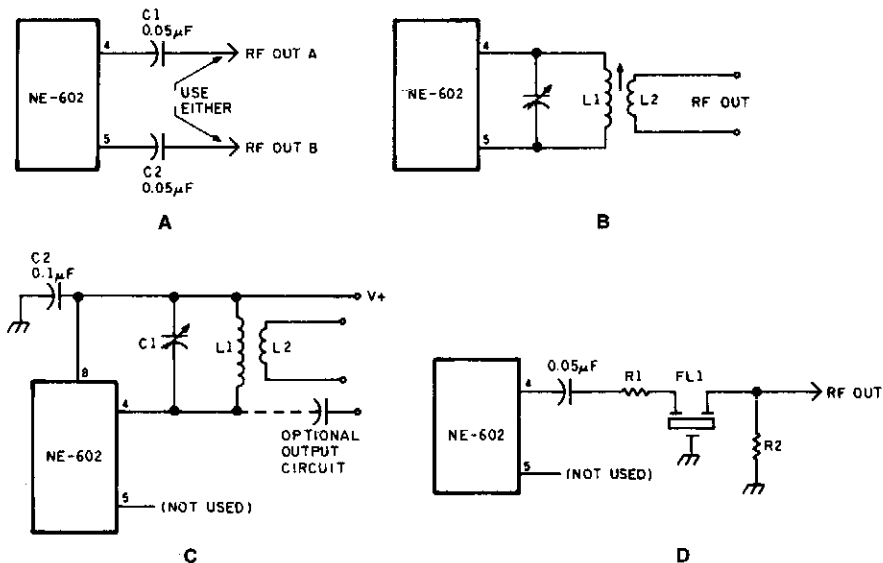 C1
0.05µF
4
RF OUT A
NE-602
USE
EITHER
5
RF OUT B
C2
0.05µF
A
4
NE-602
L1
L2
RF OUT
5
B
C2
0.1µF
V+
C1
L1
L2
8
4
NE-602
OPTIONAL
OUTPUT
CIRCUIT
5
(NOT USED)
C
0.05µF
R1
FL1
4
RF OUT
NE-602
R2
5
(NOT USED)
D